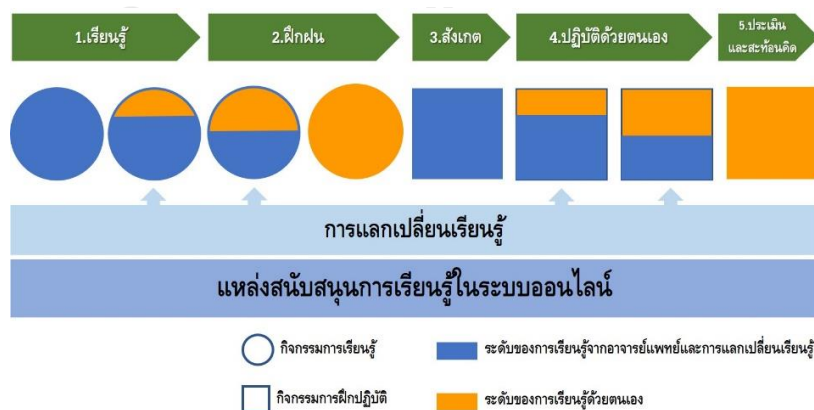 1.เรียนรู้
2.ฝึกฝน
3.สังเกต
4.ปฏิบัติด้วยตนเอง
5.ประเมิน
และสะท้อนคิด
การแลกเปลี่ยนเรียนรู้
แหล่งสนับสนุนการเรียนรู้ในระบบออนไลน์
กิจกรรมการเรียนรู้
ระดับของการเรียนรู้จากอาจารย์แพทย์และการแลกเปลี่ยนเรียนรู้
กิจกรรมการฝึกปฏิบัติ
ระดับของการเรียนรู้ด้วยตนเอง